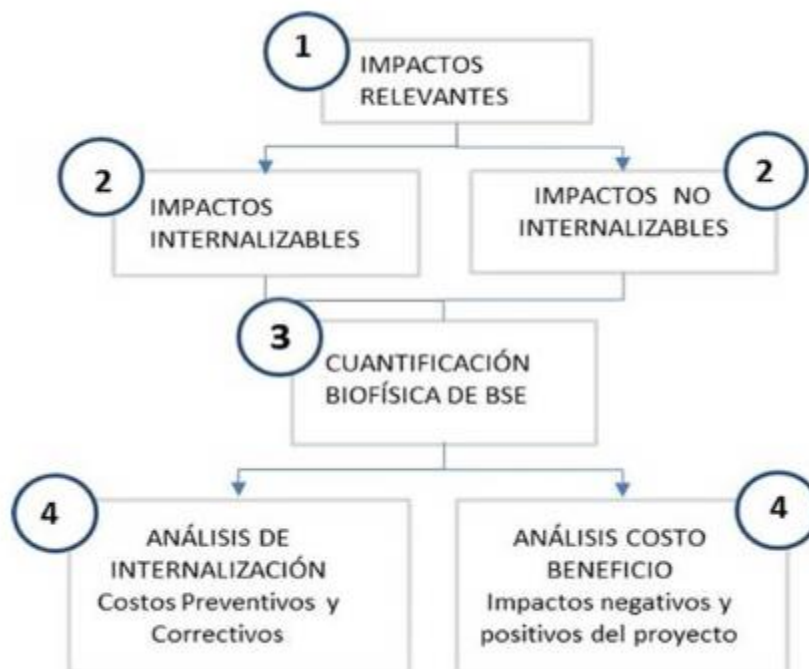 1
IMPACTOS
RELEVANTES
2
IMPACTOS
INTERNALIZABLES
2
IMPACTOS NO
INTERNALIZABLES
3
CUANTIFICACIÓN
BIOFÍSICA DE BSE
4
ANÁLISIS DE
INTERNALIZACIÓN
Costos Preventivos y
Correctivos
4
ANÁLISIS COSTO
BENEFICIO
Impactos negativos y
positivos del proyecto